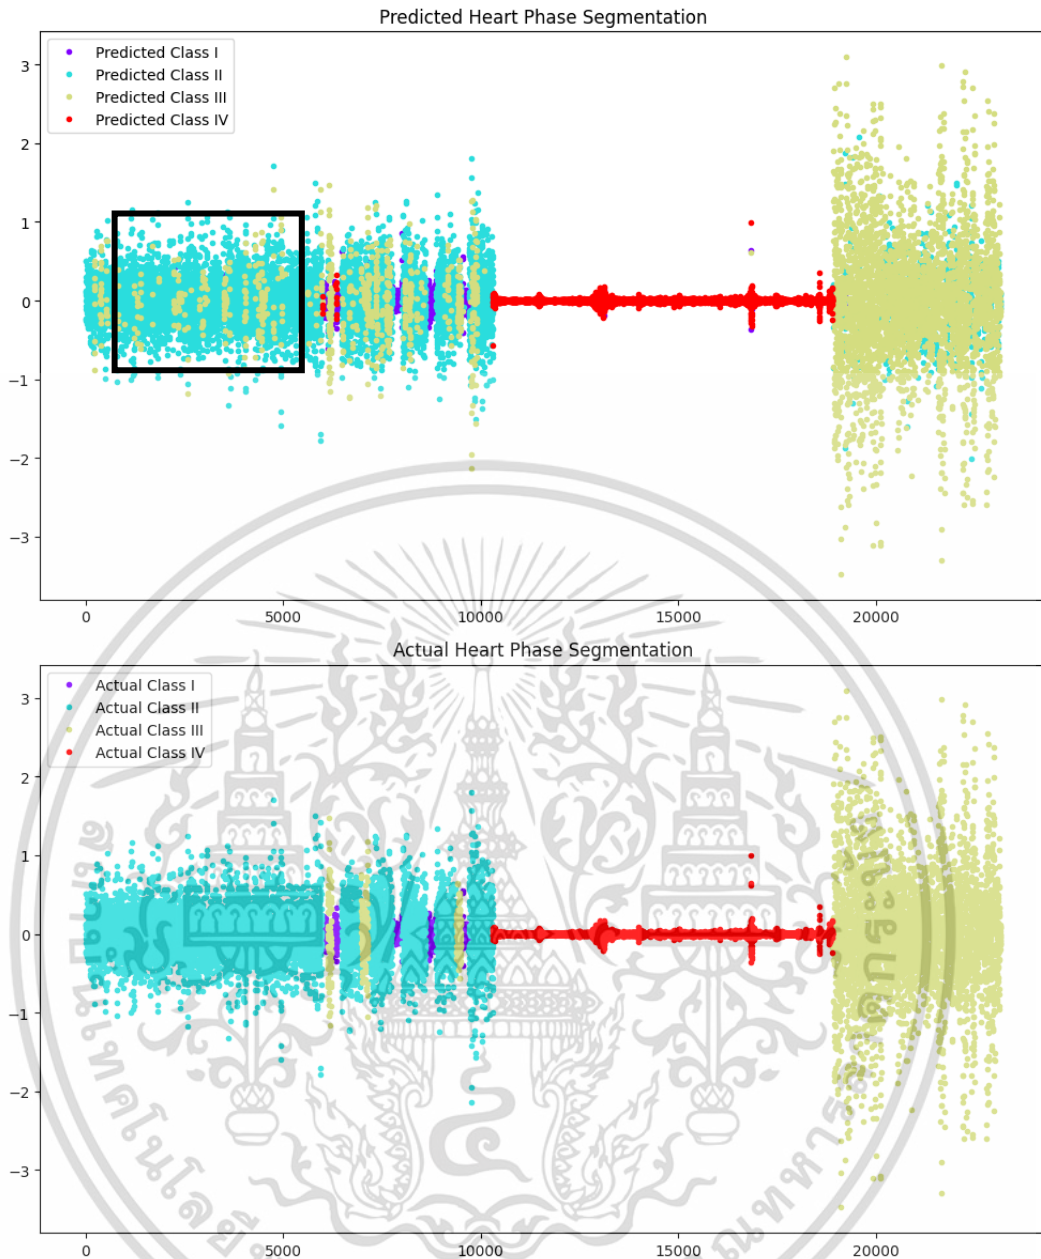 Predicted Heart Phase Segmentation
Predicted Class I
Predicted Class II
Predicted Class III
Predicted Class IV
3
2
1
0
−1
−2
−3
0 5000 10000 15000 20000
Actual Heart Phase Segmentation
Actual Class I
Actual Class II
Actual Class III
Actual Class IV
3
2
1
0
−1
−2
−3
0 5000 10000 15000 20000